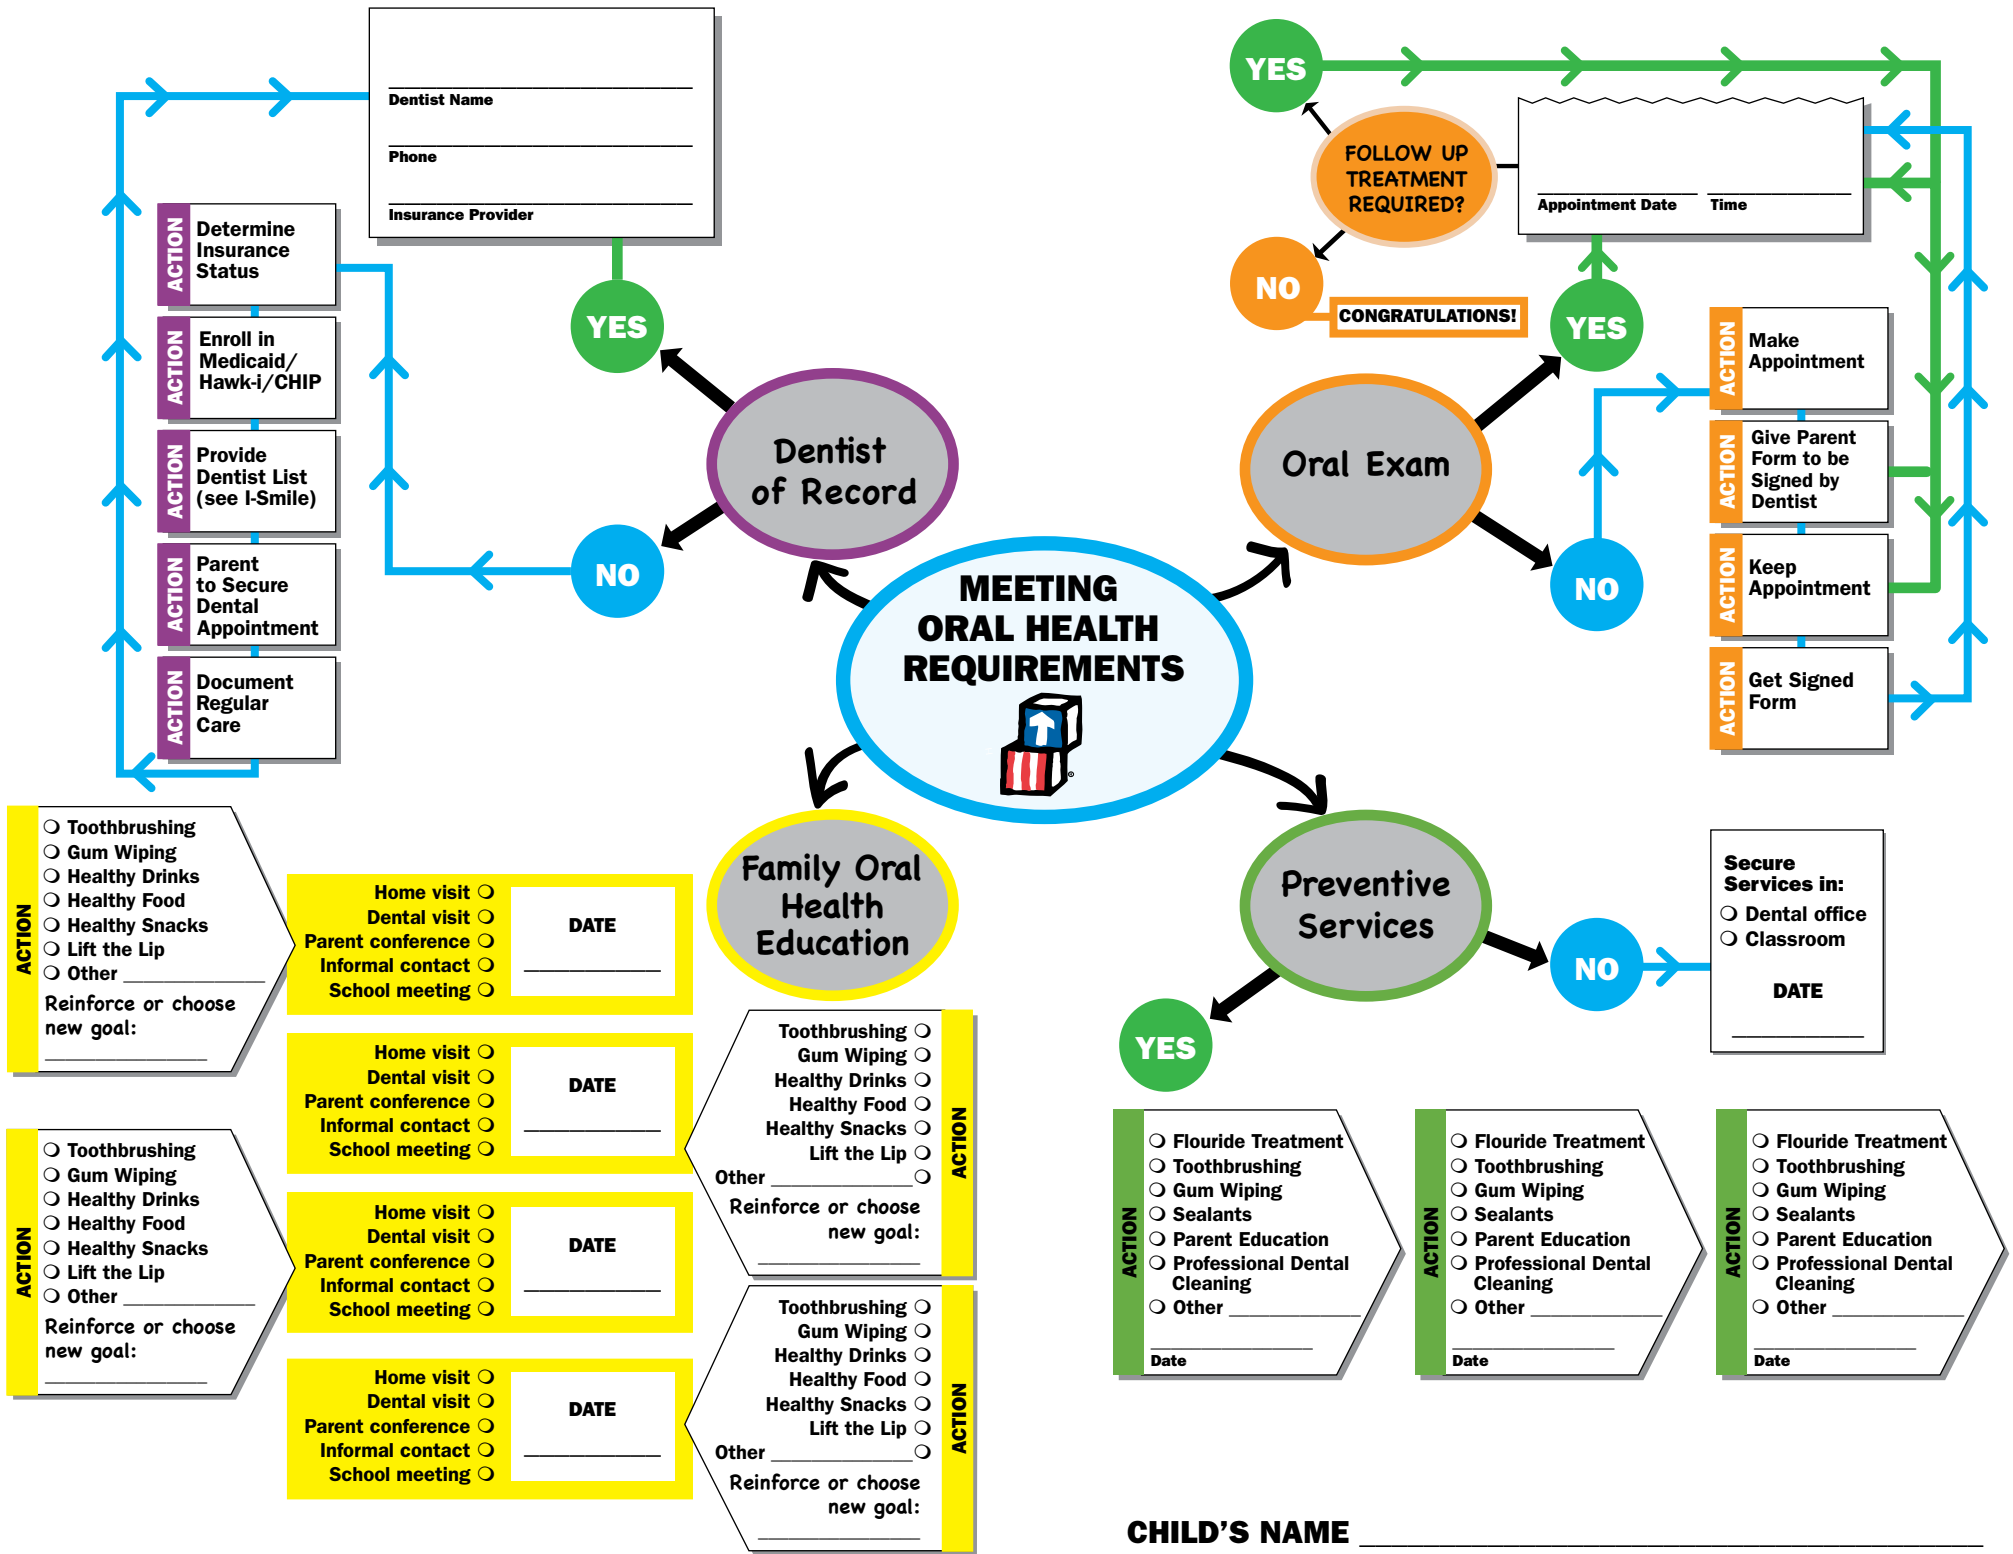 Dentist Name
Phone
Insurance Provider
ACTION
Determine
Insurance
Status
ACTION
Enroll in
Medicaid/
Hawk-i/CHIP
ACTION
Provide
Dentist List
(see I-Smile)
ACTION
Parent
to Secure
Dental
Appointment
ACTION
Document
Regular
Care
YES
NO
Dentist
of Record
YES
FOLLOW UP
TREATMENT
REQUIRED?
NO
CONGRATULATIONS!
Appointment Date Time
YES
Oral Exam
NO
ACTION
Make
Appointment
ACTION
Give Parent
Form to be
Signed by
Dentist
ACTION
Keep
Appointment
ACTION
Get Signed
Form
MEETING
ORAL HEALTH
REQUIREMENTS
®
Family Oral
Health
Education
ACTION
Toothbrushing
Gum Wiping
Healthy Drinks
Healthy Food
Healthy Snacks
Lift the Lip
Other
Reinforce or choose
new goal:
Home visit
Dental visit
Parent conference
Informal contact
School meeting
DATE
Home visit
Dental visit
Parent conference
Informal contact
School meeting
DATE
Toothbrushing
Gum Wiping
Healthy Drinks
Healthy Food
Healthy Snacks
Lift the Lip
Other
Reinforce or choose
new goal:
ACTION
ACTION
Toothbrushing
Gum Wiping
Healthy Drinks
Healthy Food
Healthy Snacks
Lift the Lip
Other
Reinforce or choose
new goal:
Home visit
Dental visit
Parent conference
Informal contact
School meeting
DATE
Home visit
Dental visit
Parent conference
Informal contact
School meeting
DATE
Toothbrushing
Gum Wiping
Healthy Drinks
Healthy Food
Healthy Snacks
Lift the Lip
Other
Reinforce or choose
new goal:
ACTION
Preventive
Services
NO
Secure
Services in:
Dental office
Classroom
DATE
YES
ACTION
Flouride Treatment
Toothbrushing
Gum Wiping
Sealants
Parent Education
Professional Dental
Cleaning
Other
Date
ACTION
Flouride Treatment
Toothbrushing
Gum Wiping
Sealants
Parent Education
Professional Dental
Cleaning
Other
Date
ACTION
Flouride Treatment
Toothbrushing
Gum Wiping
Sealants
Parent Education
Professional Dental
Cleaning
Other
Date
CHILD'S NAME